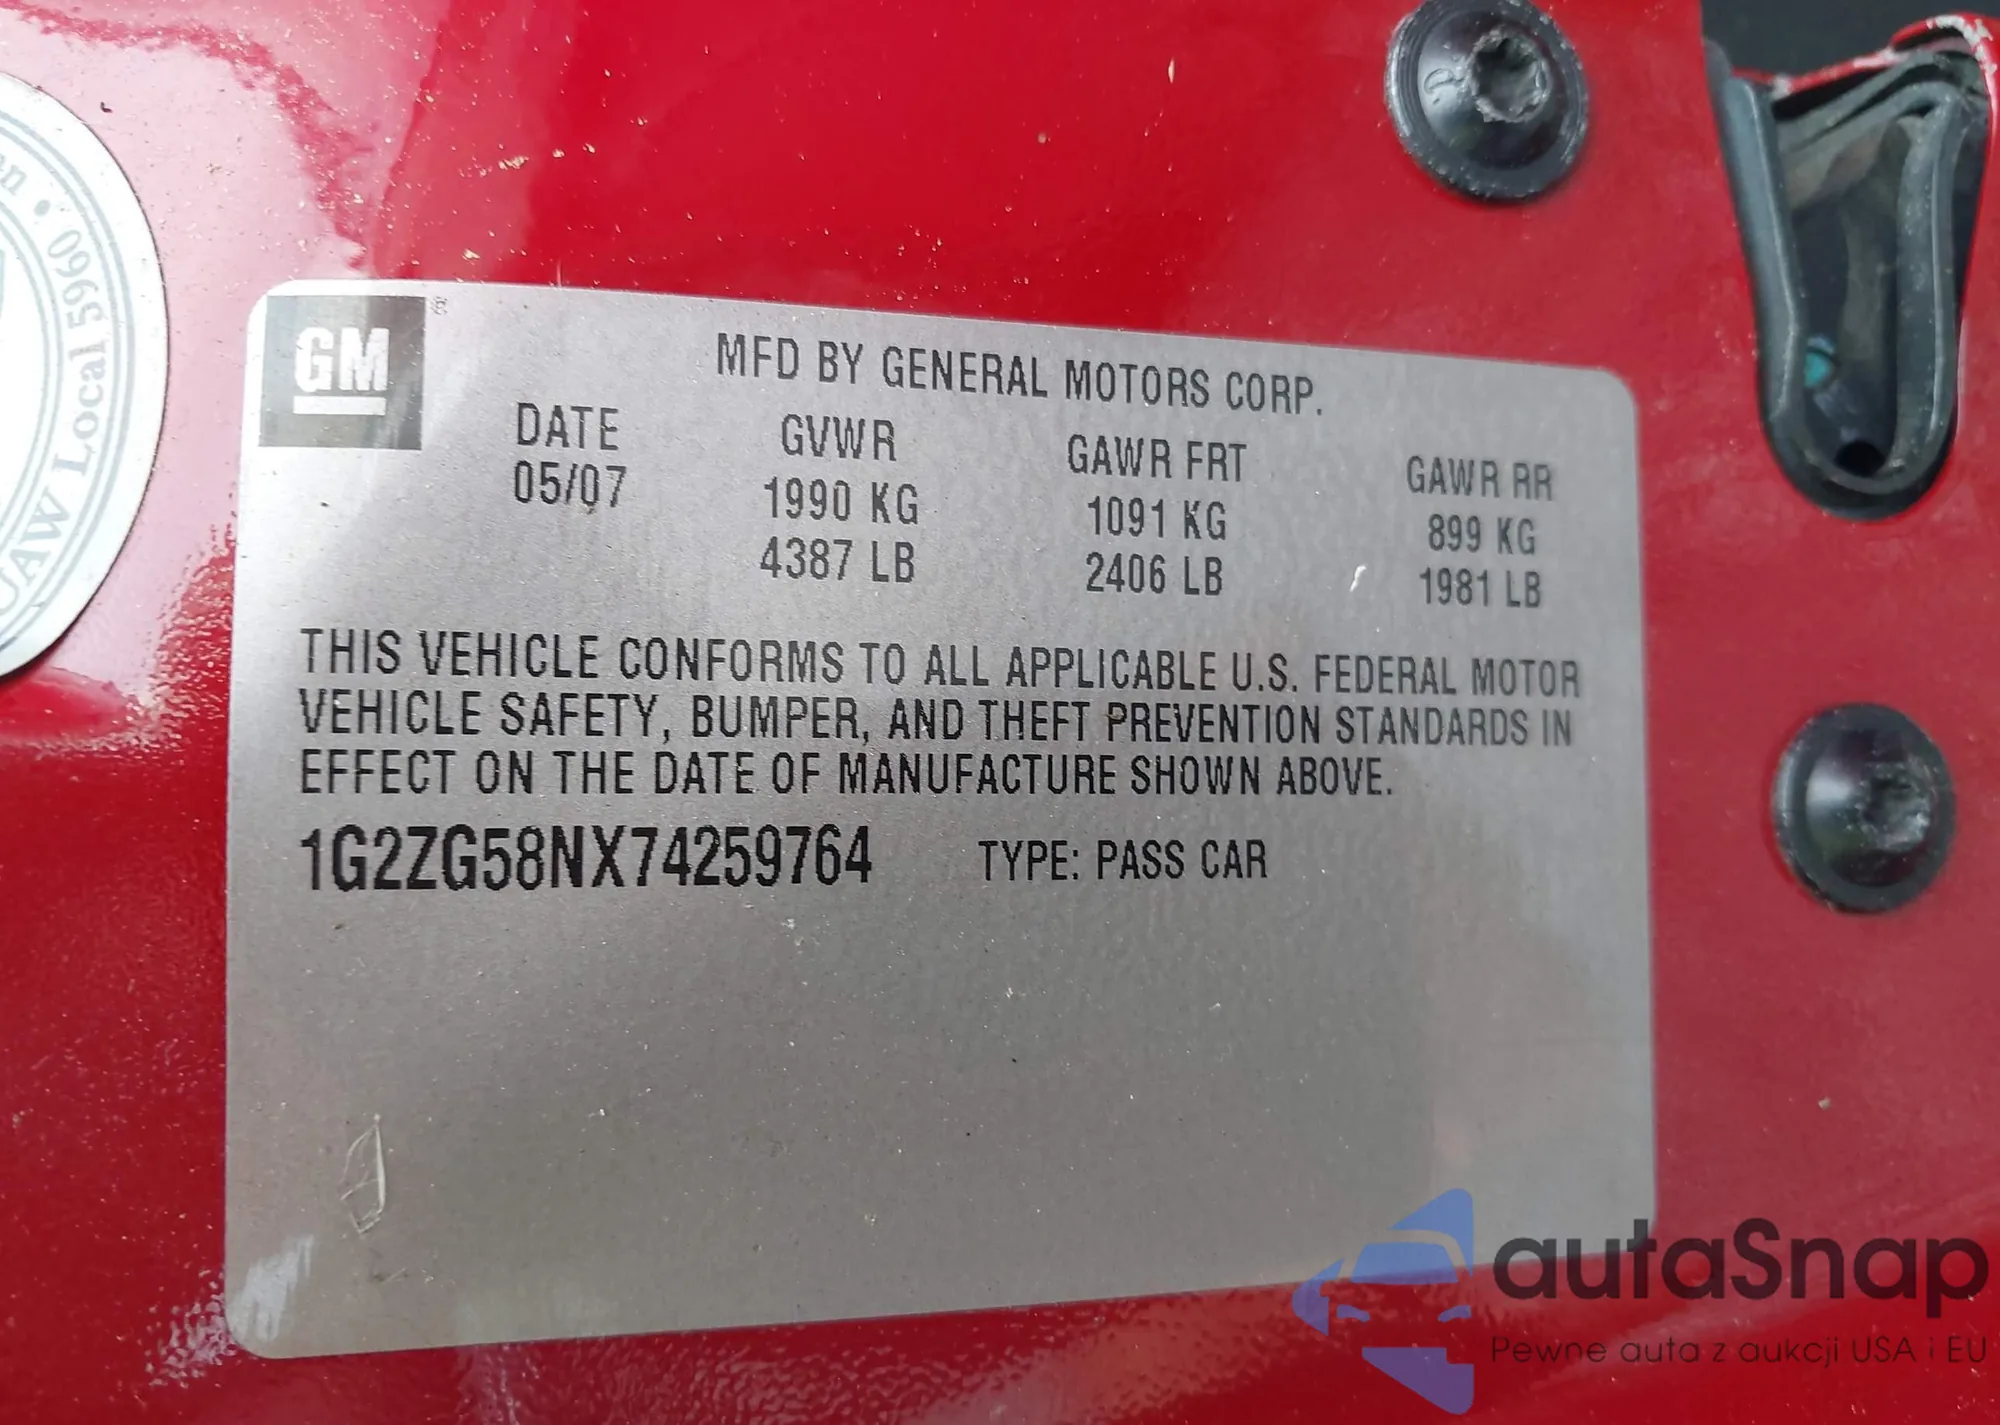 GM
®
MFD BY GENERAL MOTORS CORP.
DATE GVWR GAWR FRT GAWR RR
05/07 1990 KG 1091 KG 899 KG
4387 LB 2406 LB 1981 LB
THIS VEHICLE CONFORMS TO ALL APPLICABLE U.S. FEDERAL MOTOR
VEHICLE SAFETY, BUMPER, AND THEFT PREVENTION STANDARDS IN
EFFECT ON THE DATE OF MANUFACTURE SHOWN ABOVE.
1G2ZG58NX74259764 TYPE: PASS CAR
UAW Local 5960 •
autaSnap
Pewne auta z aukcji USA i EU